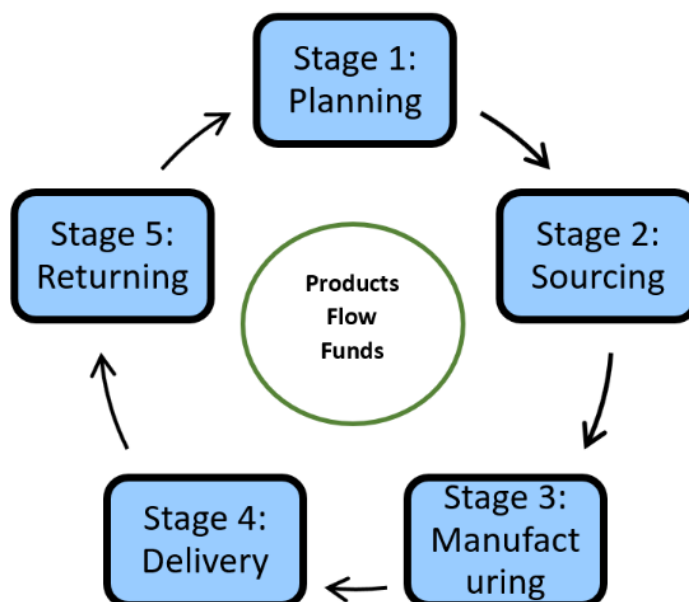 Stage 1:
Planning
Stage 2:
Sourcing
Stage 3:
Manufact
uring
Stage 4:
Delivery
Stage 5:
Returning
Products
Flow
Funds